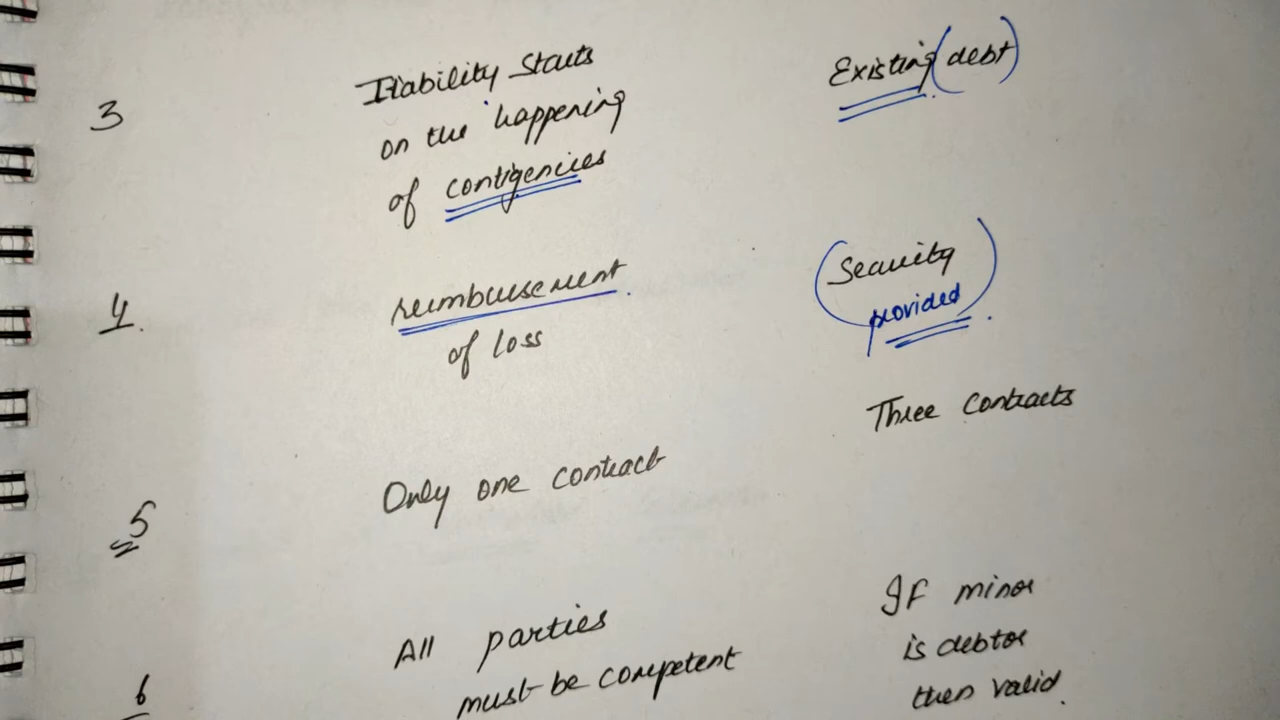 3
Liability Starts
on the happening
of contigencies
Existing (debt)
4.
reimbursement
of loss
(Security
provided)
5
Only one contract
Three contracts
6
All parties
must be competent
If minor
is debtor
then valid.